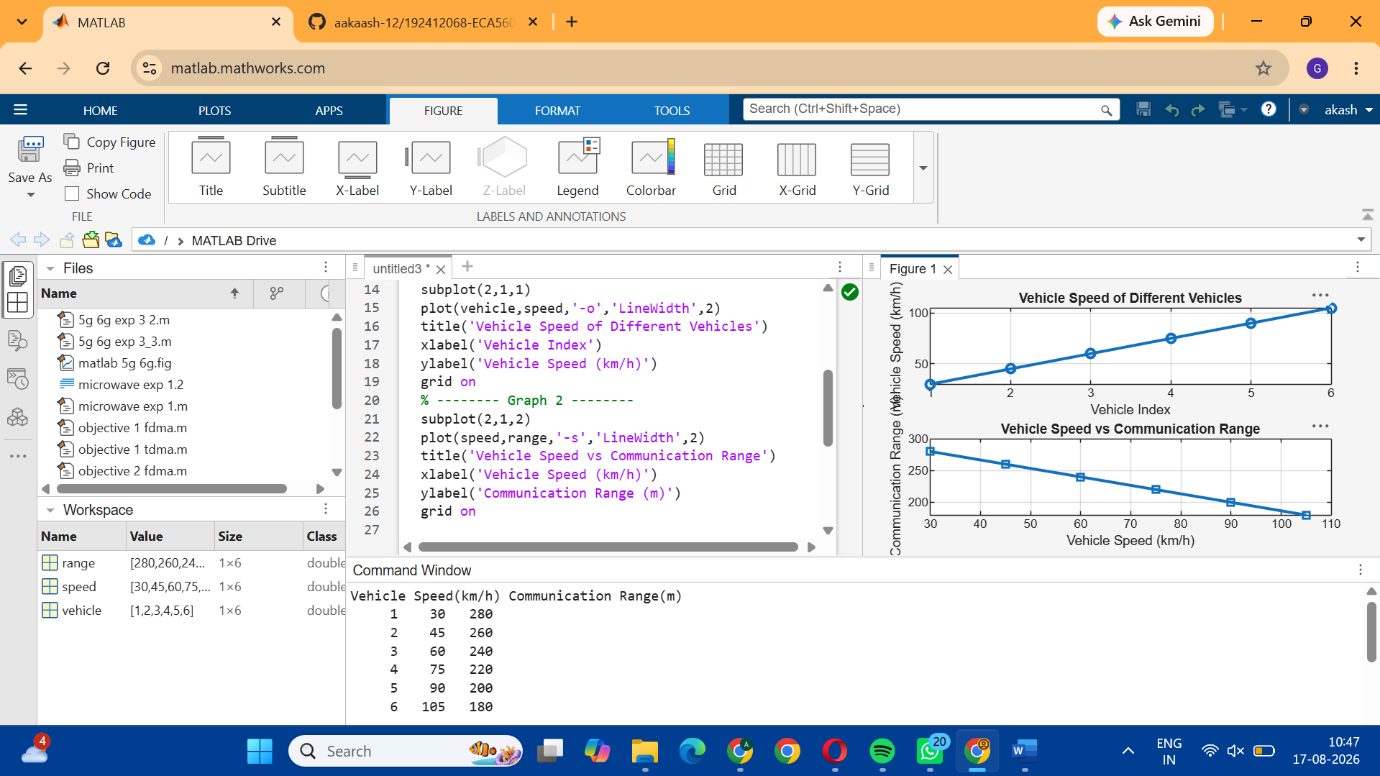 MATLAB
aakaash-12/192412068-ECA560
Ask Gemini
matlab.mathworks.com
G
HOME
PLOTS
APPS
FIGURE
FORMAT
TOOLS
Search (Ctrl+Shift+Space)
akash
Save As
Copy Figure
Print
Show Code
FILE
Title
Subtitle
X-Label
Y-Label
Z-Label
Legend
Colorbar
Grid
X-Grid
Y-Grid
LABELS AND ANNOTATIONS
/ > MATLAB Drive
Files
Name
5g 6g exp 3 2.m
5g 6g exp 3_3.m
matlab 5g 6g.fig
microwave exp 1.2
microwave exp 1.m
objective 1 fdma.m
objective 1 tdma.m
objective 2 fdma.m
Workspace
Name Value Size Class
range [280,260,24... 1×6 double
speed [30,45,60,75,... 1×6 double
vehicle [1,2,3,4,5,6] 1×6 double
untitled3 *
14 subplot(2,1,1)
15 plot(vehicle,speed,'-o','LineWidth',2)
16 title('Vehicle Speed of Different Vehicles')
17 xlabel('Vehicle Index')
18 ylabel('Vehicle Speed (km/h)')
19 grid on
20 % -------- Graph 2 --------
21 subplot(2,1,2)
22 plot(speed,range,'-s','LineWidth',2)
23 title('Vehicle Speed vs Communication Range')
24 xlabel('Vehicle Speed (km/h)')
25 ylabel('Communication Range (m)')
26 grid on
27
Figure 1
Vehicle Speed of Different Vehicles
Vehicle Speed (km/h)
100
50
1 2 3 4 5 6
Vehicle Index
Vehicle Speed vs Communication Range
Communication Range (m)
300
250
200
30 40 50 60 70 80 90 100 110
Vehicle Speed (km/h)
Command Window
Vehicle Speed(km/h) Communication Range(m)
1 30 280
2 45 260
3 60 240
4 75 220
5 90 200
6 105 180
4
Search
A
20
W
ENG
IN
10:47
17-08-2026